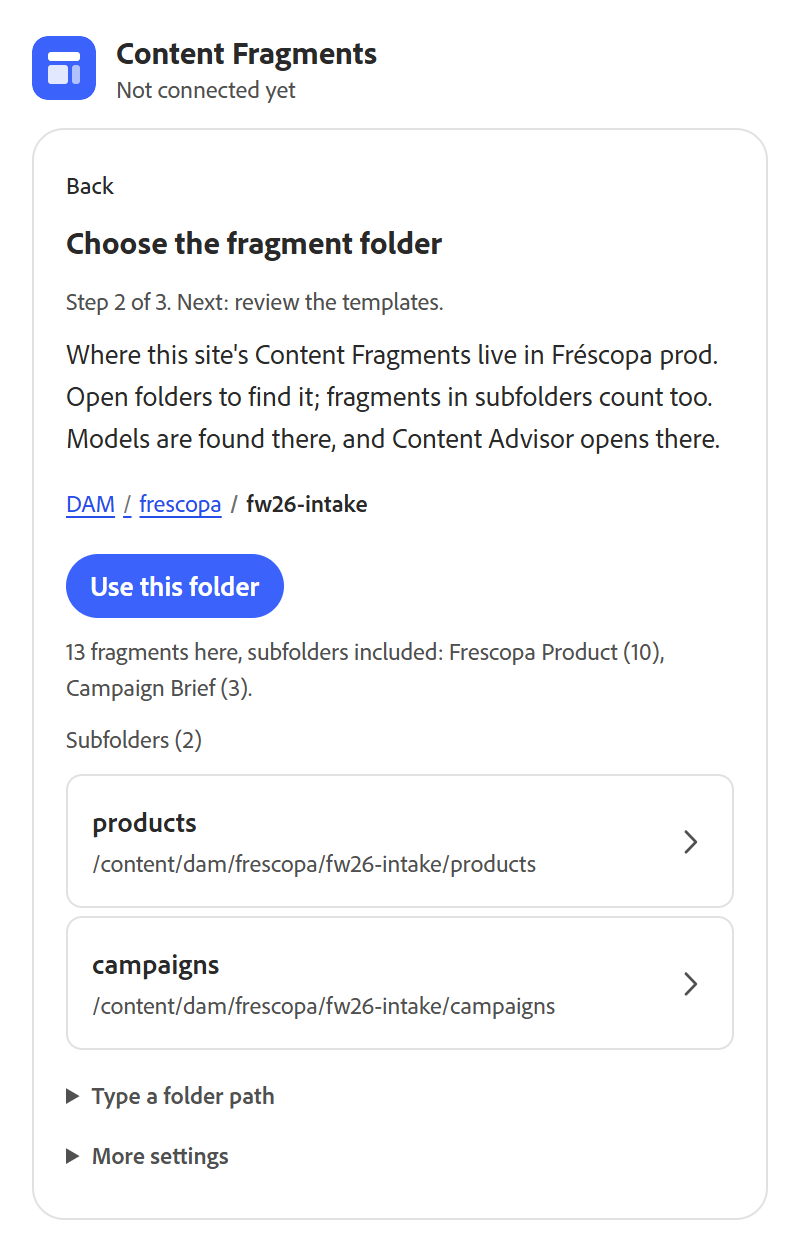 Content Fragments
Not connected yet
Back
Choose the fragment folder
Step 2 of 3. Next: review the templates.
Where this site's Content Fragments live in Fréscopa prod.
Open folders to find it; fragments in subfolders count too.
Models are found there, and Content Advisor opens there.
DAM / frescopa / fw26-intake
Use this folder
13 fragments here, subfolders included: Frescopa Product (10),
Campaign Brief (3).
Subfolders (2)
products
/content/dam/frescopa/fw26-intake/products
campaigns
/content/dam/frescopa/fw26-intake/campaigns
Type a folder path
More settings